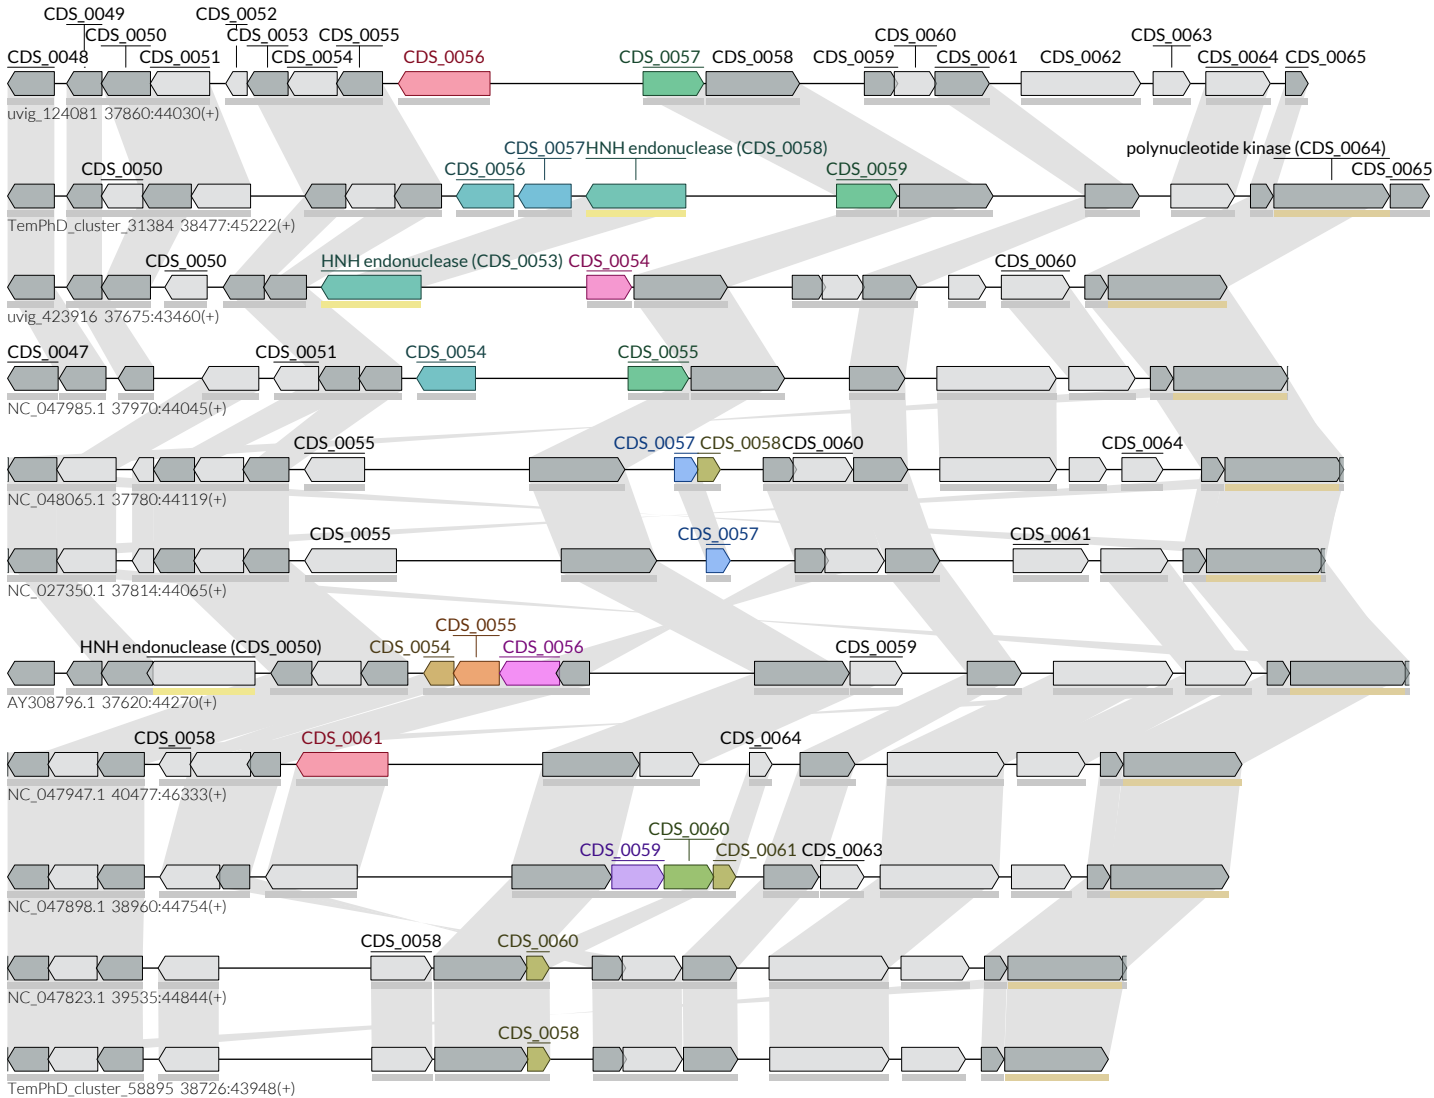 CDS_0052
CDS_0049
CDS_0050 CDS_0053 CDS_0055 CDS_0060 CDS_0063
CDS_0048 CDS_0051 CDS_0054 CDS_0056 CDS_0057 CDS_0058 CDS_0059 CDS_0061 CDS_0062 CDS_0064 CDS_0065
uvig_124081 37860:44030(+)
CDS_0057 HNH endonuclease (CDS_0058) polynucleotide kinase (CDS_0064)
CDS_0050 CDS_0056 CDS_0059 CDS_0065
TemPhD_cluster_31384 38477:45222(+)
CDS_0050 HNH endonuclease (CDS_0053) CDS_0054 CDS_0060
uvig_423916 37675:43460(+)
CDS_0047 CDS_0051 CDS_0054 CDS_0055
NC_047985.1 37970:44045(+)
CDS_0055 CDS_0057 CDS_0058 CDS_0060 CDS_0064
NC_048065.1 37780:44119(+)
CDS_0055 CDS_0057 CDS_0061
NC_027350.1 37814:44065(+)
CDS_0055
HNH endonuclease (CDS_0050) CDS_0054 CDS_0056 CDS_0059
AY308796.1 37620:44270(+)
CDS_0058 CDS_0061 CDS_0064
NC_047947.1 40477:46333(+)
CDS_0060
CDS_0059 CDS_0061 CDS_0063
NC_047898.1 38960:44754(+)
CDS_0058 CDS_0060
NC_047823.1 39535:44844(+)
CDS_0058
TemPhD_cluster_58895 38726:43948(+)